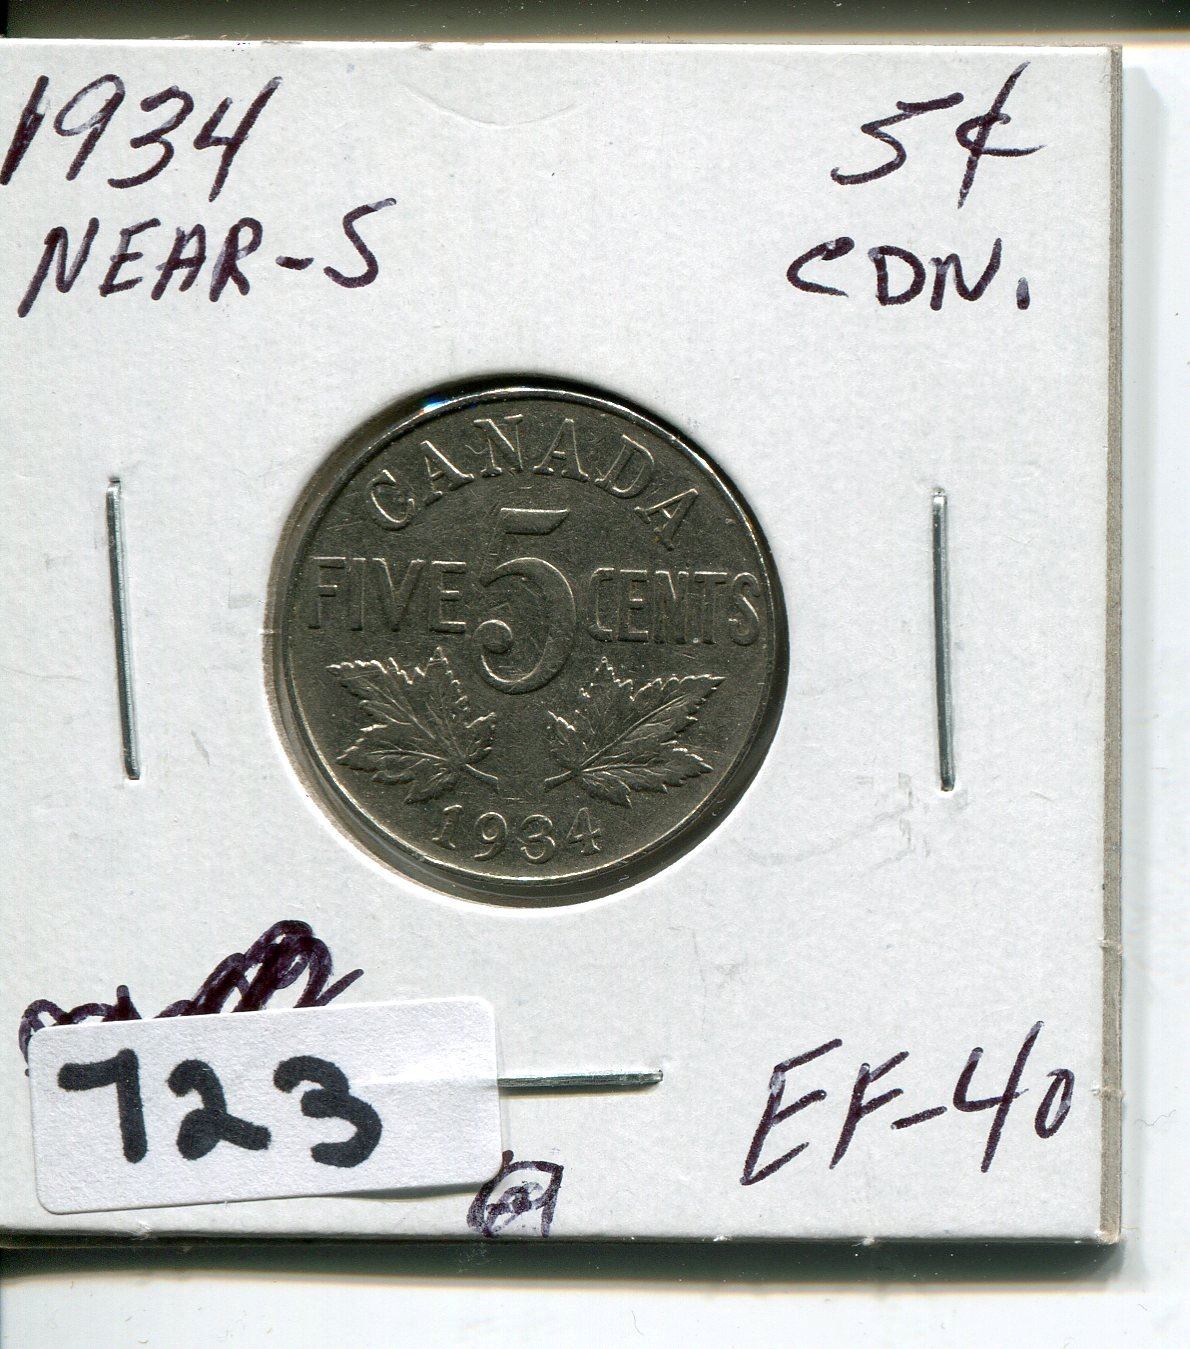 1934 5¢
NEAR-S CDN.
CANADA
FIVE 5 CENTS
1934
723
EF-40